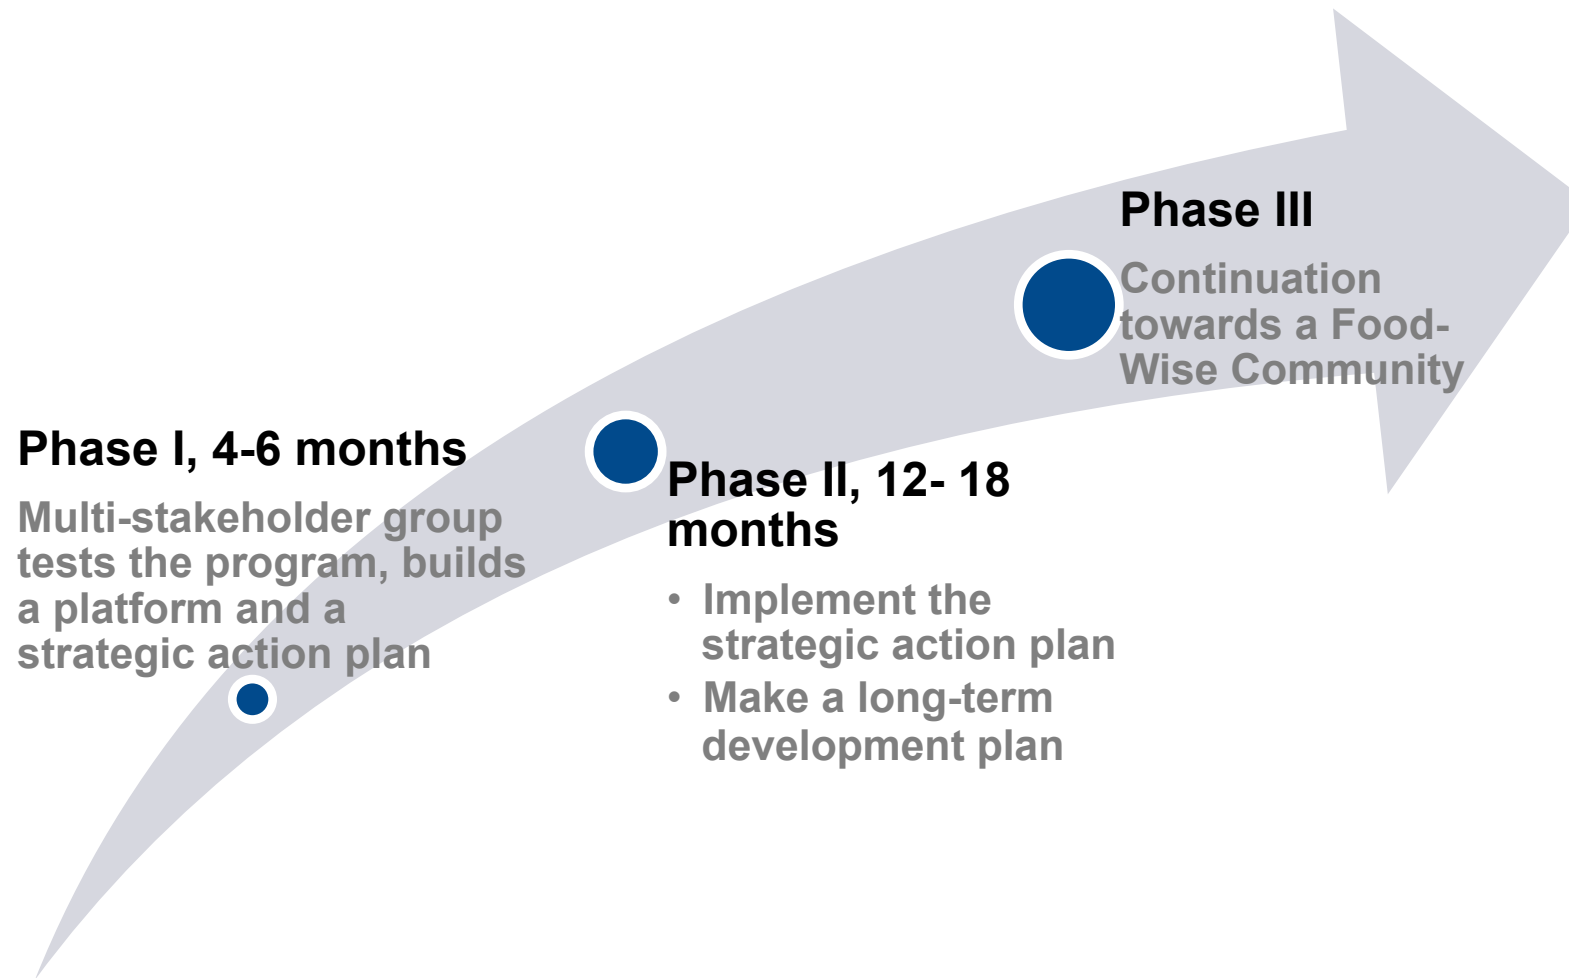 Phase I, 4-6 months
Multi-stakeholder group
tests the program, builds
a platform and a
strategic action plan
Phase II, 12- 18
months
• Implement the
strategic action plan
• Make a long-term
development plan
Phase III
Continuation
towards a Food-
Wise Community